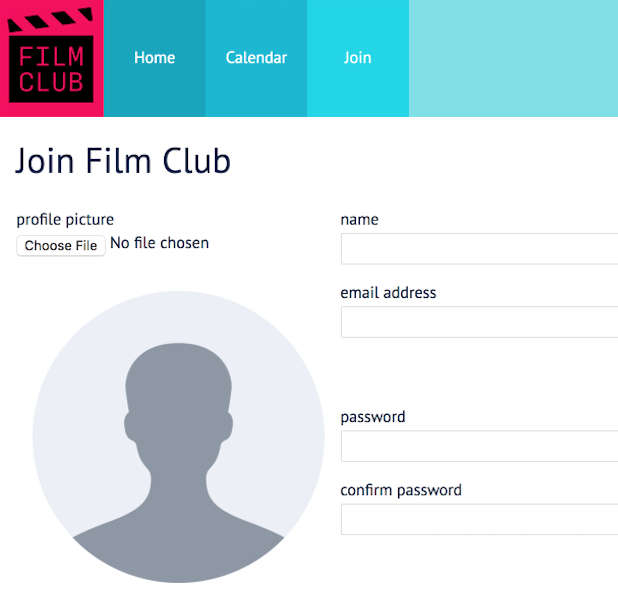 FILM
CLUB
Home
Calendar
Join
Join Film Club
profile picture
Choose File No file chosen
name
email address
password
confirm password